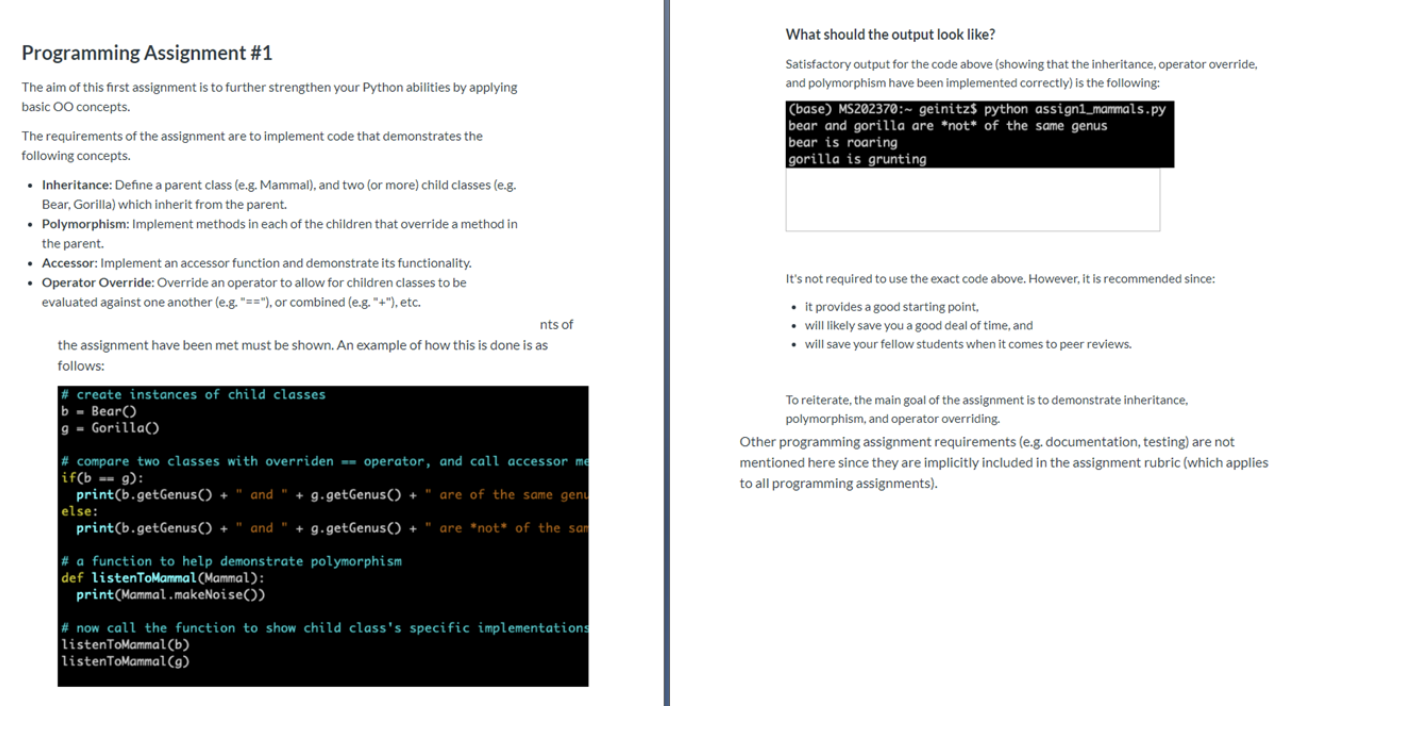 Programming Assignment #1
The aim of this first assignment is to further strengthen your Python abilities by applying
basic OO concepts.
The requirements of the assignment are to implement code that demonstrates the
following concepts.
• Inheritance: Define a parent class (e.g. Mammal), and two (or more) child classes (e.g.
Bear, Gorilla) which inherit from the parent.
• Polymorphism: Implement methods in each of the children that override a method in
the parent.
• Accessor: Implement an accessor function and demonstrate its functionality.
• Operator Override: Override an operator to allow for children classes to be
evaluated against one another (e.g. "=="), or combined (e.g. "+"), etc.
nts of
the assignment have been met must be shown. An example of how this is done is as
follows:
# create instances of child classes
b = Bear()
g = Gorilla()
# compare two classes with overriden == operator, and call accessor me
if(b == g):
  print(b.getGenus() + " and " + g.getGenus() + " are of the same genu
else:
  print(b.getGenus() + " and " + g.getGenus() + " are *not* of the sam
# a function to help demonstrate polymorphism
def listenToMammal(Mammal):
  print(Mammal.makeNoise())
# now call the function to show child class's specific implementations
listenToMammal(b)
listenToMammal(g)
What should the output look like?
Satisfactory output for the code above (showing that the inheritance, operator override,
and polymorphism have been implemented correctly) is the following:
(base) MS202370:~ geinitz$ python assign1_mammals.py
bear and gorilla are *not* of the same genus
bear is roaring
gorilla is grunting
It's not required to use the exact code above. However, it is recommended since:
• it provides a good starting point,
• will likely save you a good deal of time, and
• will save your fellow students when it comes to peer reviews.
To reiterate, the main goal of the assignment is to demonstrate inheritance,
polymorphism, and operator overriding.
Other programming assignment requirements (e.g. documentation, testing) are not
mentioned here since they are implicitly included in the assignment rubric (which applies
to all programming assignments).